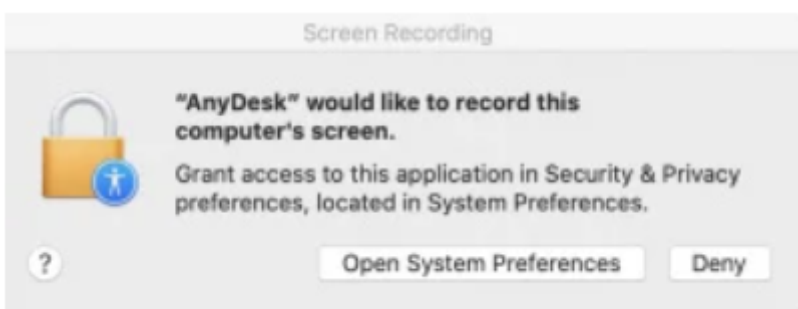 Screen Recording
"AnyDesk" would like to record this
computer's screen.
Grant access to this application in Security & Privacy
preferences, located in System Preferences.
?
Open System Preferences
Deny